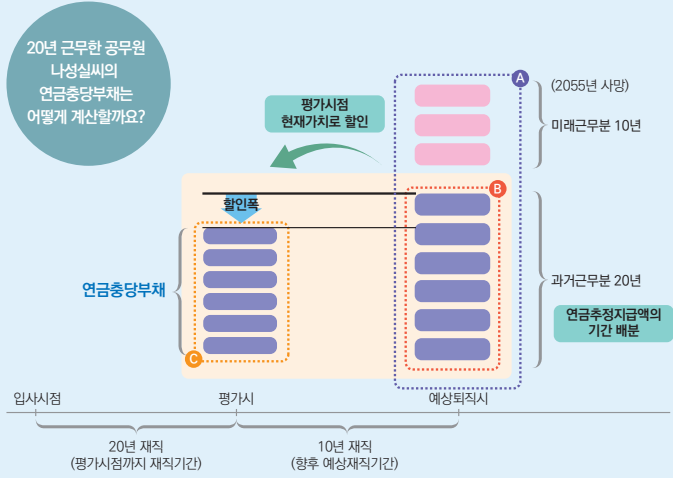 20년 근무한 공무원
나성실씨의
연금충당부채는
어떻게 계산할까요?
평가시점
현재가치로 할인
A
(2055년 사망)
미래근무분 10년
B
할인폭
연금충당부채
과거근무분 20년
연금추정지급액의
기간 배분
C
입사시점
평가시
예상퇴직시
20년 재직
(평가시점까지 재직기간)
10년 재직
(향후 예상재직기간)